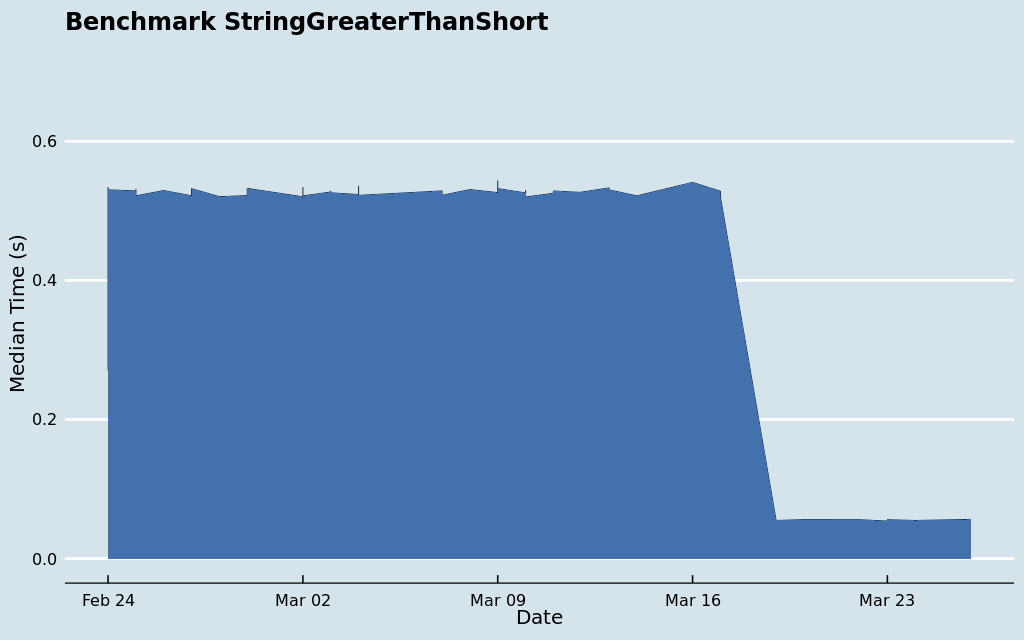 Benchmark StringGreaterThanShort
Median Time (s)
0.6
0.4
0.2
0.0
Feb 24 Mar 02 Mar 09 Mar 16 Mar 23
Date